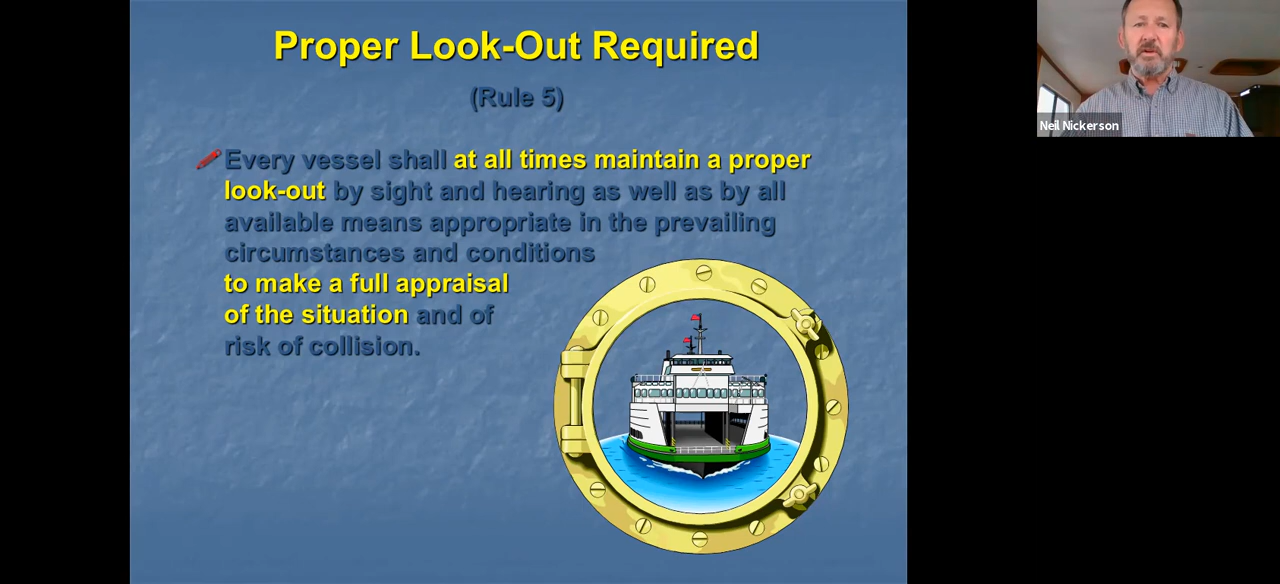 Proper Look-Out Required
(Rule 5)
Every vessel shall at all times maintain a proper
look-out by sight and hearing as well as by all
available means appropriate in the prevailing
circumstances and conditions
to make a full appraisal
of the situation and of
risk of collision.
Neil Nickerson